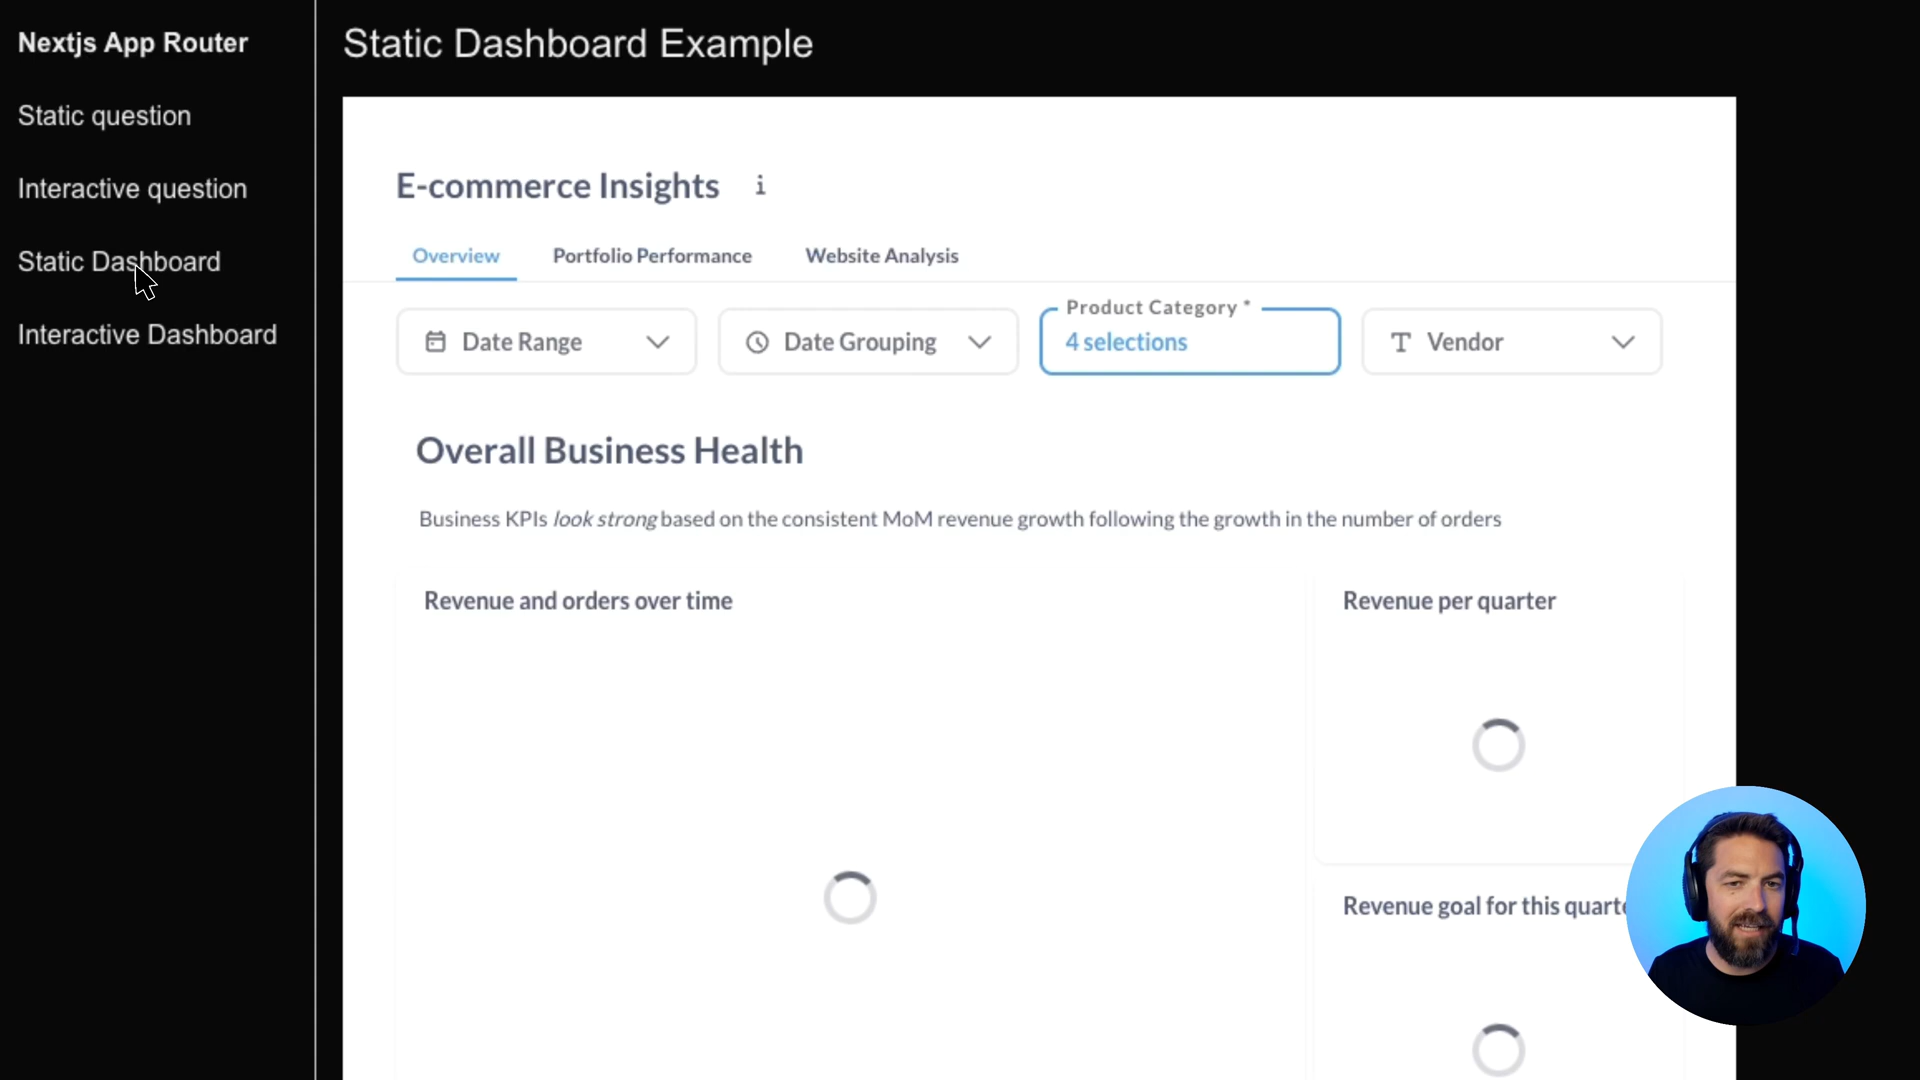 Nextjs App Router
Static question
Interactive question
Static Dashboard
Interactive Dashboard
Static Dashboard Example
E-commerce Insights
Overview Portfolio Performance Website Analysis
Date Range Date Grouping Product Category * 4 selections Vendor
Overall Business Health
Business KPIs look strong based on the consistent MoM revenue growth following the growth in the number of orders
Revenue and orders over time
Revenue per quarter
Revenue goal for this quarte